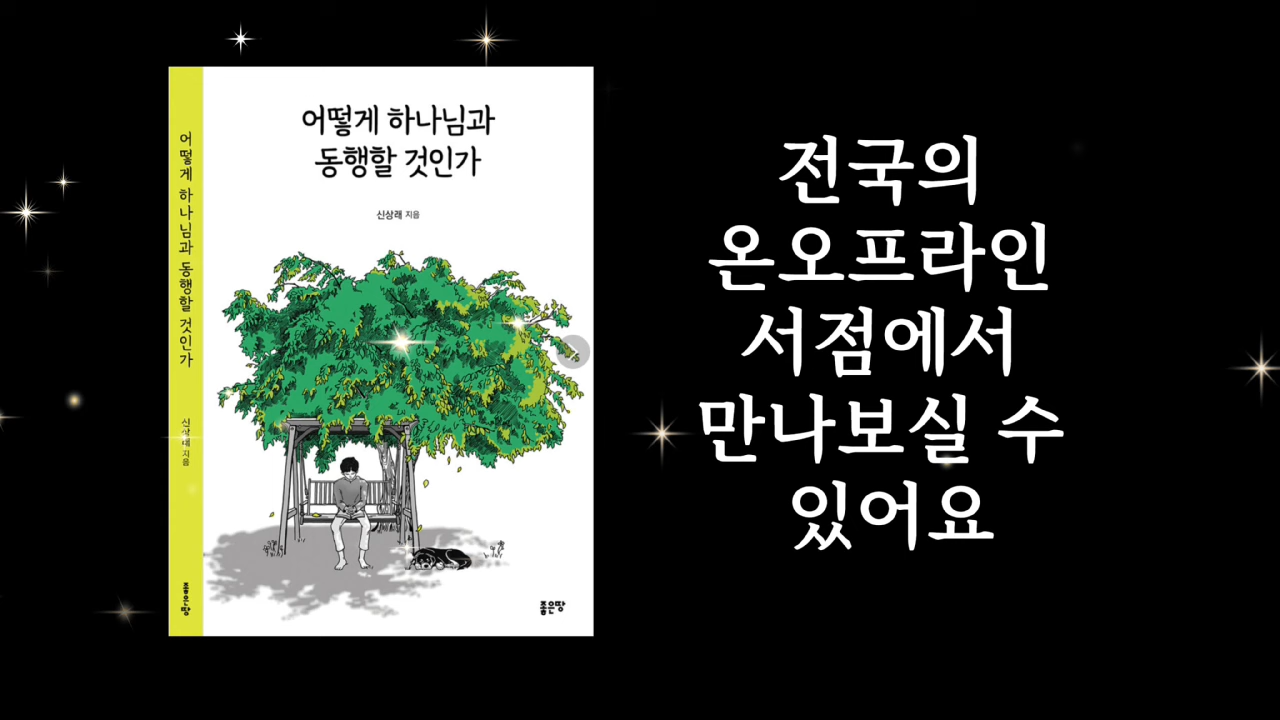 어떻게 하나님과 동행할 것인가
신상래 지음
좋은땅
어떻게 하나님과
동행할 것인가
신상래 지음
좋은땅
전국의
온오프라인
서점에서
만나보실 수
있어요